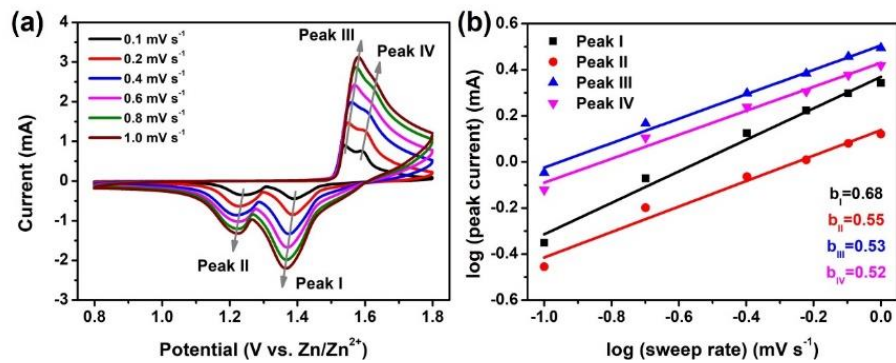 (a)
0.1 mV s⁻¹
0.2 mV s⁻¹
0.4 mV s⁻¹
0.6 mV s⁻¹
0.8 mV s⁻¹
1.0 mV s⁻¹
Peak III
Peak IV
Peak II
Peak I
4
3
2
1
0
-1
-2
-3
Current (mA)
0.8 1.0 1.2 1.4 1.6 1.8
Potential (V vs. Zn/Zn²⁺)
(b)
Peak I
Peak II
Peak III
Peak IV
b_I=0.68
b_II=0.55
b_III=0.53
b_IV=0.52
0.6
0.4
0.2
0.0
-0.2
-0.4
-0.6
log (peak current) (mA)
-1.0 -0.8 -0.6 -0.4 -0.2 0.0
log (sweep rate) (mV s⁻¹)